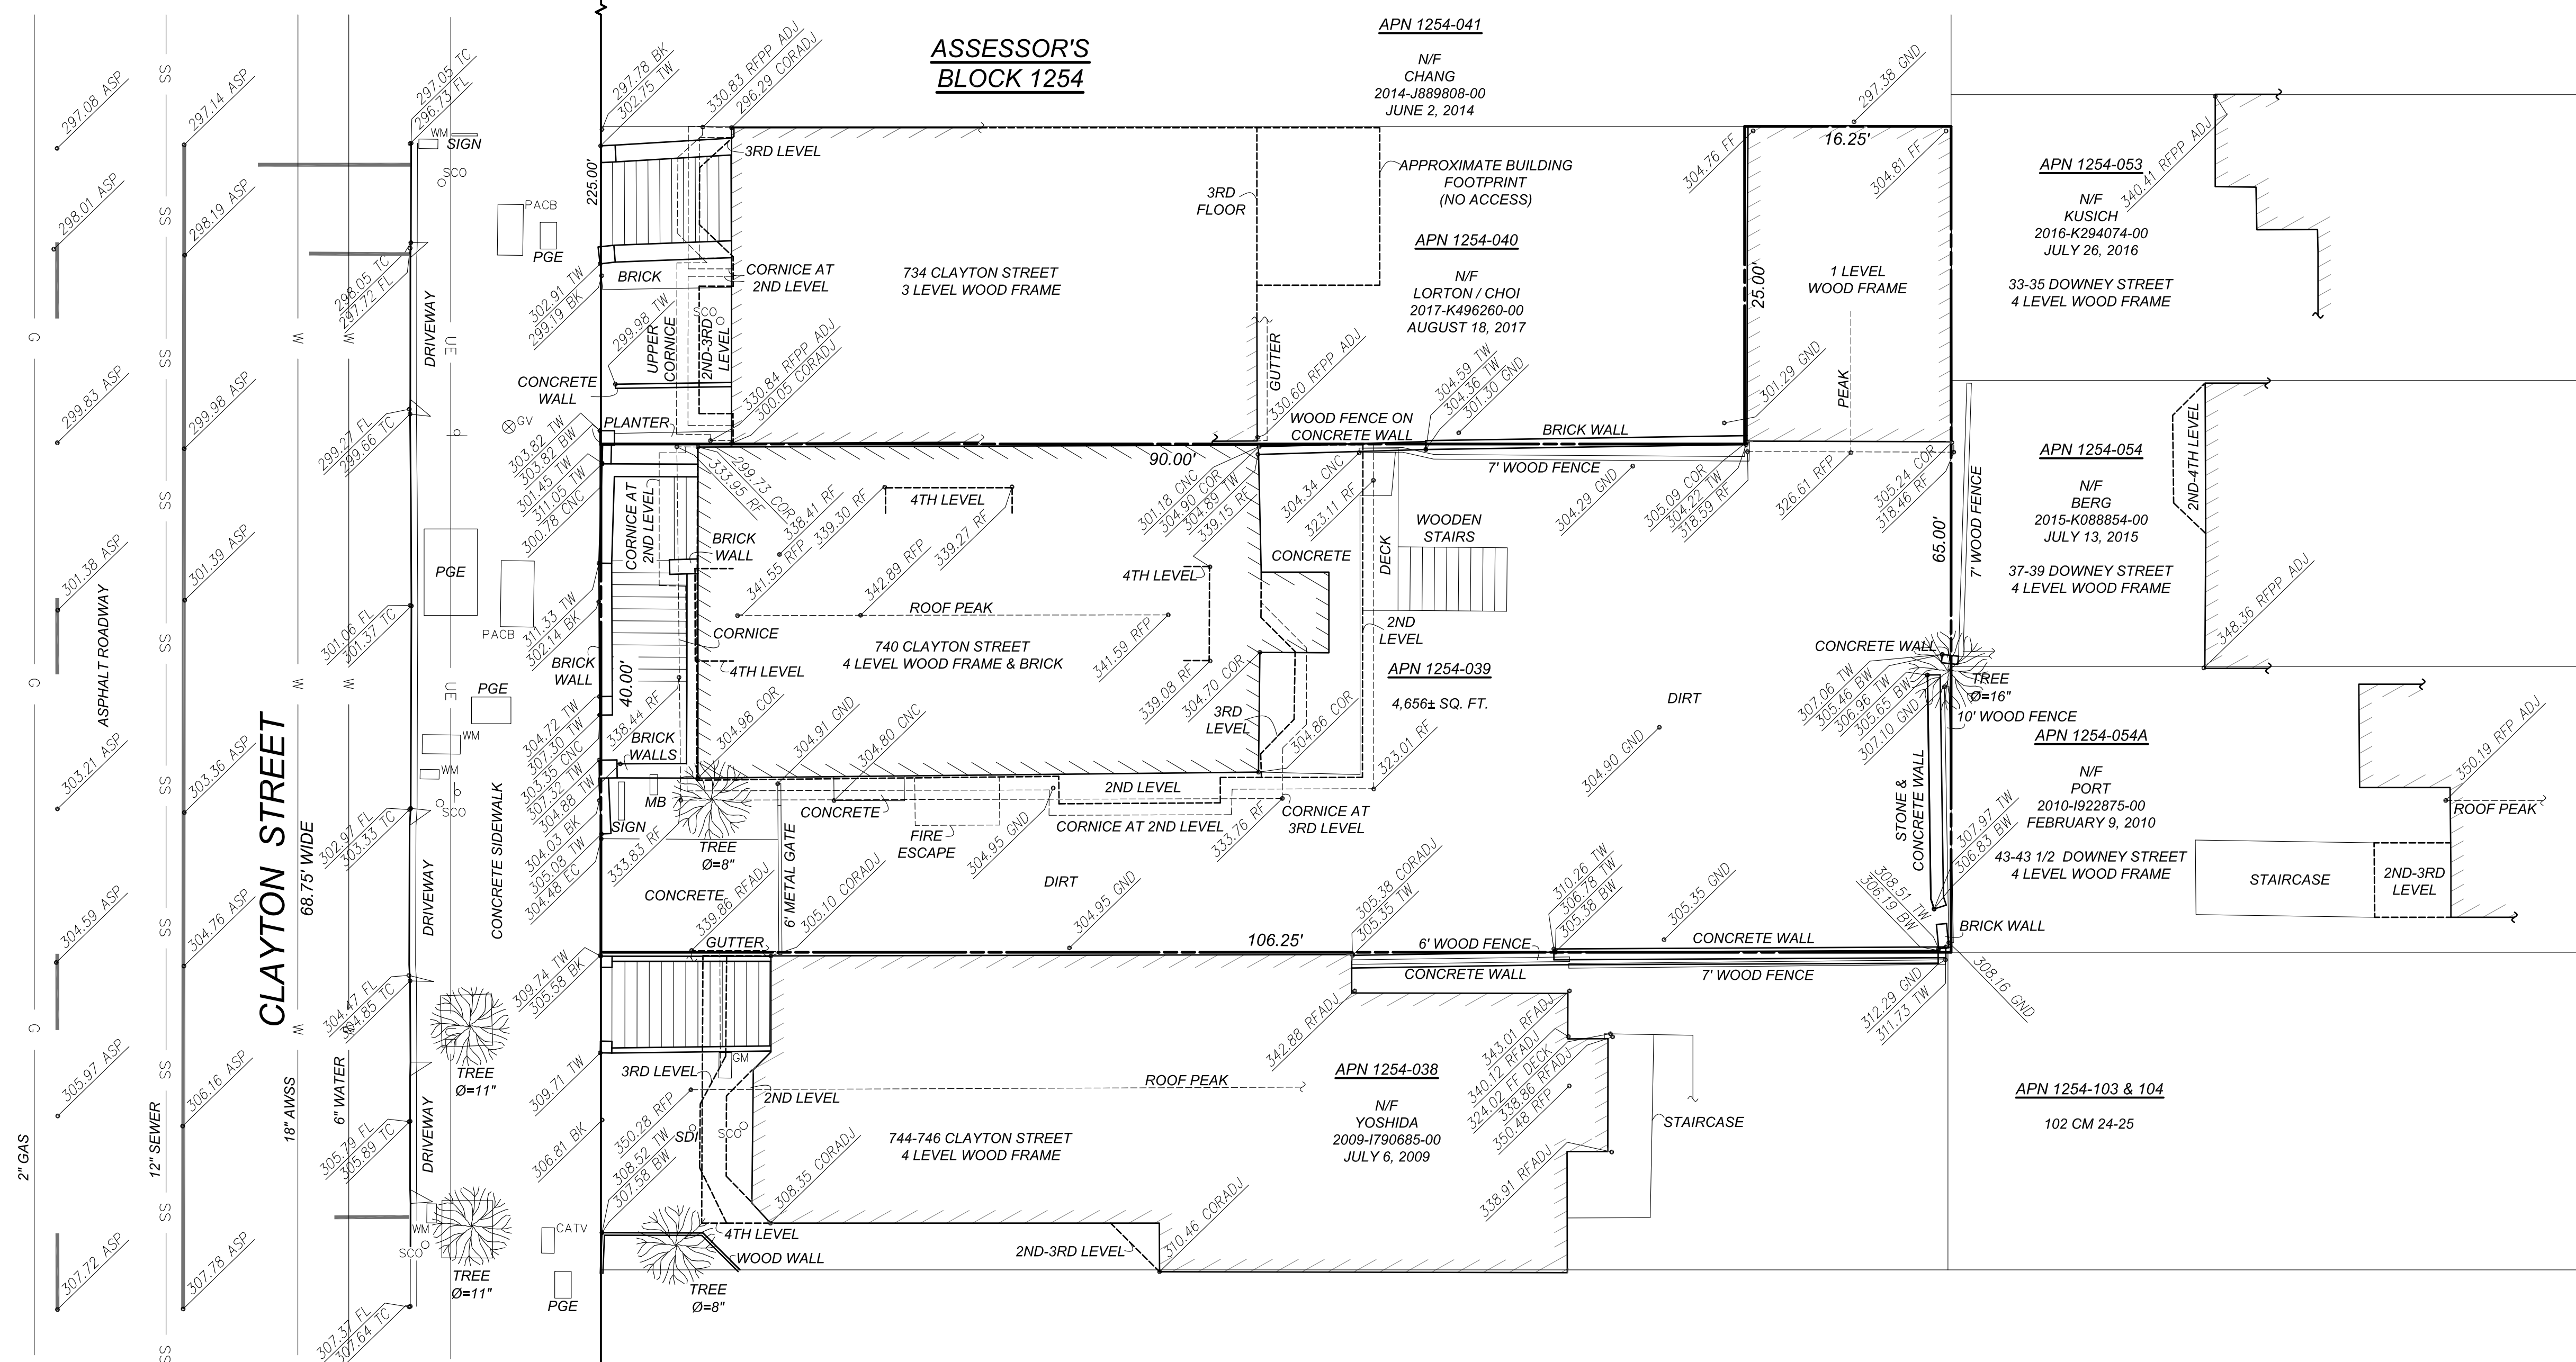 ASSESSOR'S
BLOCK 1254
APN 1254-041
N/F
CHANG
2014-J889808-00
JUNE 2, 2014
297.08 ASP
298.01 ASP
299.83 ASP
301.38 ASP
303.21 ASP
304.59 ASP
305.97 ASP
307.72 ASP
297.14 ASP
298.19 ASP
299.98 ASP
301.39 ASP
303.36 ASP
304.76 ASP
306.16 ASP
307.78 ASP
G
G
G
SS
SS
SS
SS
SS
SS
SS
SS
SS
SS
W
W
W
W
W
UE
UE
2" GAS
12" SEWER
18" AWSS
6" WATER
ASPHALT ROADWAY
CLAYTON STREET
68.75' WIDE
CONCRETE SIDEWALK
DRIVEWAY
DRIVEWAY
DRIVEWAY
297.05 TC
296.73 FL
298.05 TC
297.72 FL
299.27 FL
299.66 TC
301.06 FL
301.37 TC
302.97 FL
303.33 TC
304.47 FL
304.85 TC
305.79 FL
305.89 TC
307.37 FL
307.64 TC
WM
SIGN
SCO
PACB
PGE
GV
PGE
PACB
PGE
WM
WM
SCO
TREE
Ø=11"
WM
SCO
TREE
Ø=11"
CATV
PGE
297.78 BK
302.75 TW
330.83 RFPP ADJ
296.29 CORADJ
225.00'
3RD LEVEL
302.91 TW
299.19 BK
BRICK
CORNICE AT
2ND LEVEL
299.98 TW
UPPER
CORNICE
SCO
2ND-3RD
LEVEL
330.84 RFPP ADJ
300.05 CORADJ
CONCRETE
WALL
PLANTER
734 CLAYTON STREET
3 LEVEL WOOD FRAME
3RD
FLOOR
APPROXIMATE BUILDING
FOOTPRINT
(NO ACCESS)
APN 1254-040
N/F
LORTON / CHOI
2017-K496260-00
AUGUST 18, 2017
GUTTER
330.60 RFPP ADJ
304.59 TW
304.36 TW
301.30 GND
WOOD FENCE ON
CONCRETE WALL
BRICK WALL
7' WOOD FENCE
297.38 GND
16.25'
304.76 FF
304.81 FF
25.00'
1 LEVEL
WOOD FRAME
301.29 GND
PEAK
APN 1254-053
N/F
KUSICH
2016-K294074-00
JULY 26, 2016
33-35 DOWNEY STREET
4 LEVEL WOOD FRAME
340.41 RFPP ADJ
303.82 TW
303.82 BW
301.45 TW
311.05 TW
300.78 CNC
CORNICE AT
2ND LEVEL
333.95 RF
299.73 COR
BRICK
WALL
338.41 RF
341.55 RFP
339.30 RF
342.89 RFP
4TH LEVEL
339.27 RF
90.00'
301.18 CNC
304.90 COR
304.89 TW
339.15 RF
304.34 CNC
323.11 RF
CONCRETE
DECK
WOODEN
STAIRS
304.29 GND
305.09 COR
304.22 TW
318.59 RF
326.61 RFP
305.24 COR
318.46 RF
7' WOOD FENCE
65.00'
APN 1254-054
N/F
BERG
2015-K088854-00
JULY 13, 2015
37-39 DOWNEY STREET
4 LEVEL WOOD FRAME
2ND-4TH LEVEL
348.36 RFPP ADJ
311.33 TW
302.14 BK
BRICK
WALL
40.00'
CORNICE
4TH LEVEL
ROOF PEAK
4TH LEVEL
740 CLAYTON STREET
4 LEVEL WOOD FRAME & BRICK
341.59 RFP
339.08 RF
304.70 COR
2ND
LEVEL
3RD
LEVEL
304.86 COR
APN 1254-039
4,656± SQ. FT.
DIRT
304.90 GND
CONCRETE WALL
307.06 TW
305.46 BW
306.96 TW
305.65 BW
307.10 GND
TREE
Ø=16"
10' WOOD FENCE
STONE &
CONCRETE WALL
APN 1254-054A
N/F
PORT
2010-I922875-00
FEBRUARY 9, 2010
43-43 1/2 DOWNEY STREET
4 LEVEL WOOD FRAME
STAIRCASE
2ND-3RD
LEVEL
350.19 RFP ADJ
ROOF PEAK
307.97 TW
306.83 BW
308.51 TW
306.19 BW
BRICK WALL
308.16 GND
338.44 RF
304.98 COR
304.91 GND
304.80 CNC
304.72 TW
307.30 TW
303.35 CNC
307.32 TW
304.88 TW
304.03 BK
305.08 TW
304.48 EC
BRICK
WALLS
MB
SIGN
333.83 RF
TREE
Ø=8"
6' METAL GATE
CONCRETE
FIRE
ESCAPE
304.95 GND
2ND LEVEL
CORNICE AT 2ND LEVEL
333.76 RF
CORNICE AT
3RD LEVEL
323.01 RF
CONCRETE
339.86 RFADJ
305.10 CORADJ
GUTTER
DIRT
304.95 GND
106.25'
305.38 CORADJ
305.35 TW
6' WOOD FENCE
310.26 TW
306.78 TW
305.38 BW
305.35 GND
CONCRETE WALL
CONCRETE WALL
7' WOOD FENCE
312.29 GND
311.73 TW
309.74 TW
305.58 BK
309.71 TW
306.81 BK
3RD LEVEL
GM
2ND LEVEL
350.28 RFP
308.52 TW
307.58 BW
SDI
SCO
308.35 CORADJ
4TH LEVEL
WOOD WALL
TREE
Ø=8"
744-746 CLAYTON STREET
4 LEVEL WOOD FRAME
ROOF PEAK
2ND-3RD LEVEL
310.46 CORADJ
342.88 RFADJ
APN 1254-038
N/F
YOSHIDA
2009-I790685-00
JULY 6, 2009
343.01 RFADJ
340.12 RFADJ
324.02 FF DECK
338.86 RFADJ
350.48 RFP
338.91 RFADJ
STAIRCASE
APN 1254-103 & 104
102 CM 24-25